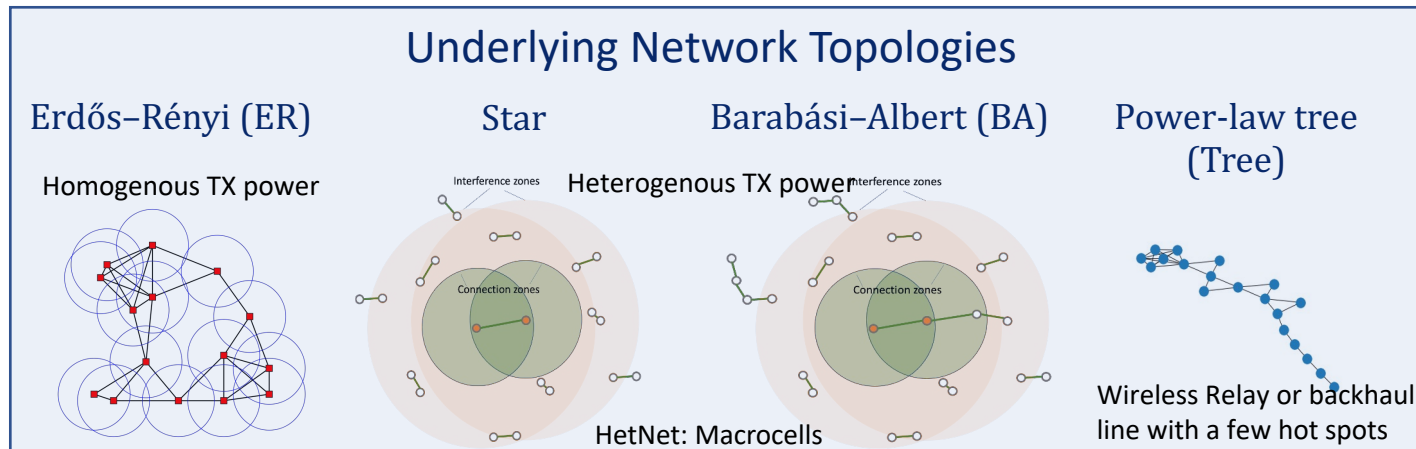 Underlying Network Topologies
Erdős–Rényi (ER)
Star
Barabási–Albert (BA)
Power-law tree
(Tree)
Homogenous TX power
Interference zones
Heterogenous TX power
Interference zones
Connection zones
Connection zones
HetNet: Macrocells
Wireless Relay or backhaul
line with a few hot spots